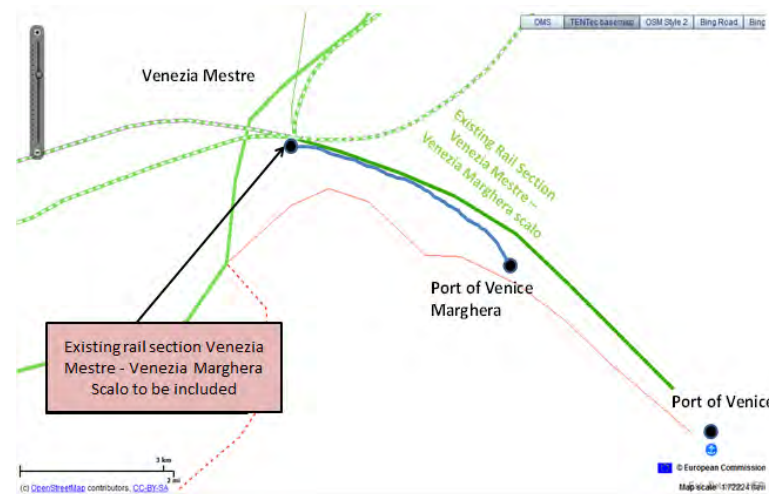 DMS TENTec basemap OSM Style 2 Bing Road Bing
Venezia Mestre
Existing Rail Section
Venezia Mestre –
Venezia Marghera scalo
Port of Venice
Marghera
Existing rail section Venezia
Mestre - Venezia Marghera
Scalo to be included
Port of Venice
3 km
2 mi
(c) OpenStreetMap contributors, CC-BY-SA
© European Commission
Map scale